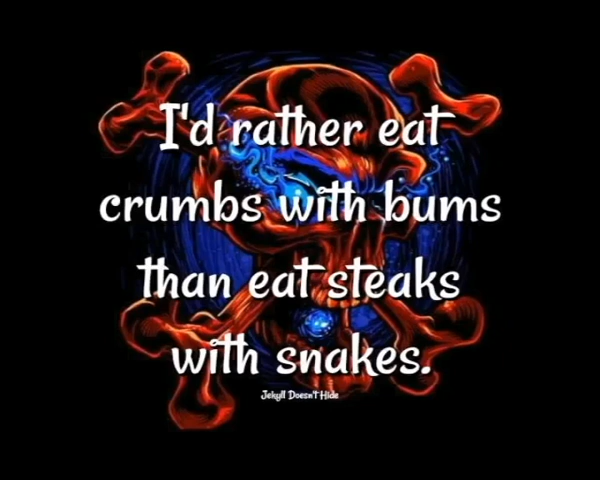 I'd rather eat
crumbs with bums
than eat steaks
with snakes.
Jekyll Doesn't Hide